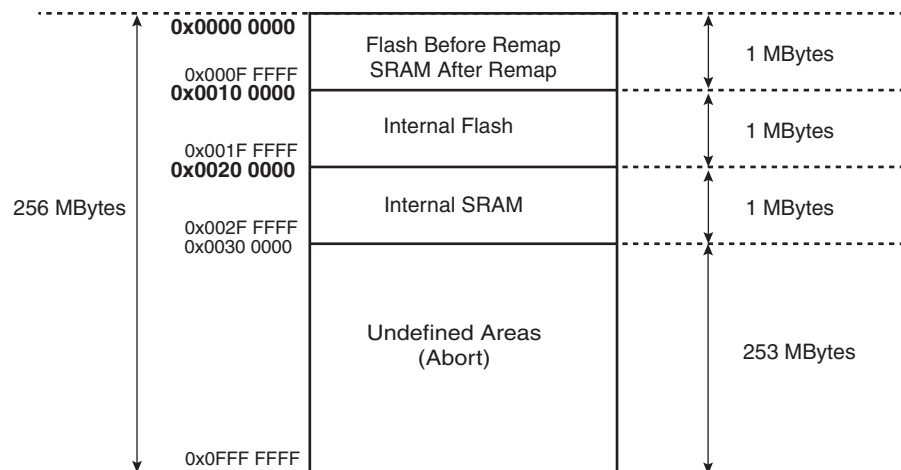 0x0000 0000
Flash Before Remap
SRAM After Remap
1 MBytes
0x000F FFFF
0x0010 0000
Internal Flash
1 MBytes
0x001F FFFF
0x0020 0000
256 MBytes
Internal SRAM
1 MBytes
0x002F FFFF
0x0030 0000
Undefined Areas
(Abort)
253 MBytes
0x0FFF FFFF